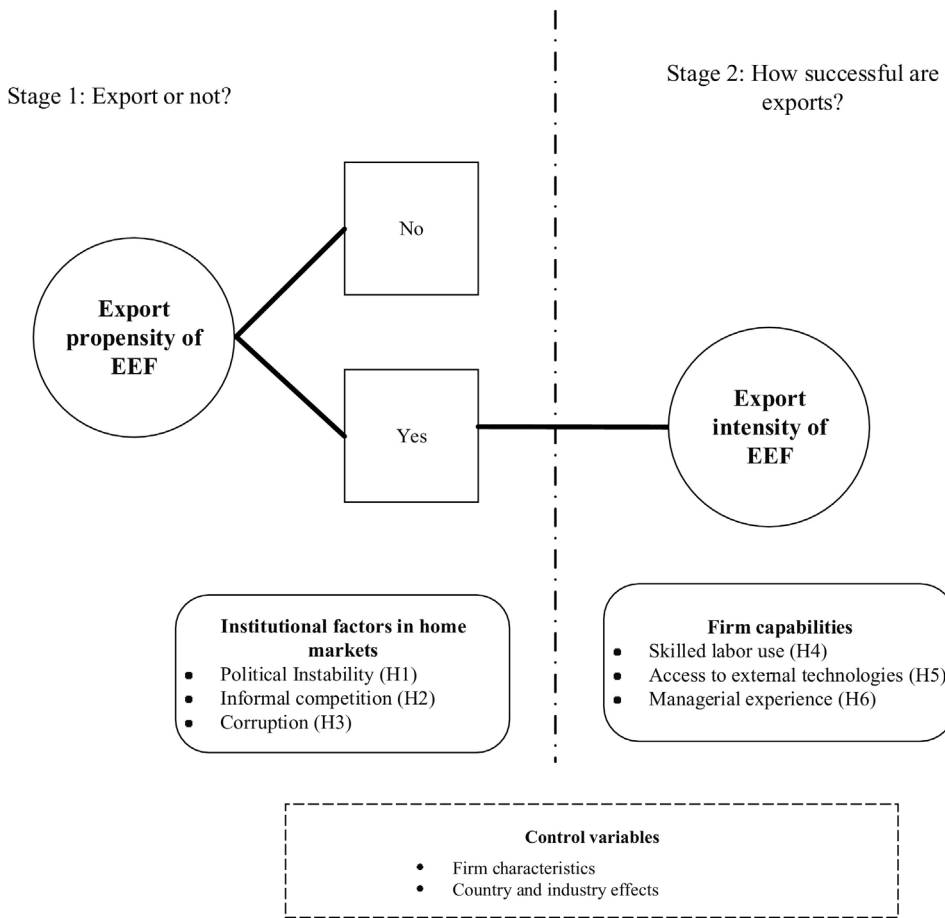 Stage 1: Export or not?
Stage 2: How successful are
exports?
No
Export
propensity of
EEF
Yes
Export
intensity of
EEF
Institutional factors in home
markets
• Political Instability (H1)
• Informal competition (H2)
• Corruption (H3)
Firm capabilities
• Skilled labor use (H4)
• Access to external technologies (H5)
• Managerial experience (H6)
Control variables
• Firm characteristics
• Country and industry effects